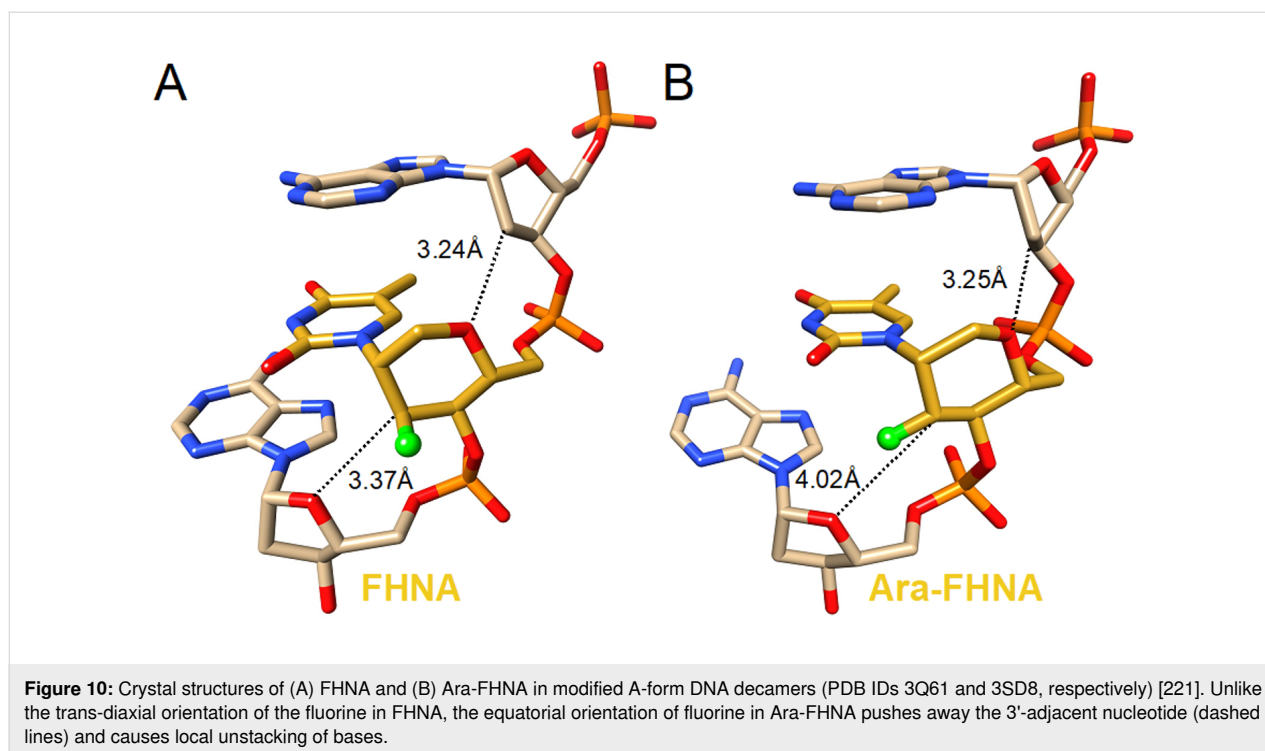 A
B
3.24Å
3.25Å
3.37Å
4.02Å
FHNA
Ara-FHNA
Figure 10: Crystal structures of (A) FHNA and (B) Ara-FHNA in modified A-form DNA decamers (PDB IDs 3Q61 and 3SD8, respectively) [221]. Unlike
the trans-diaxial orientation of the fluorine in FHNA, the equatorial orientation of fluorine in Ara-FHNA pushes away the 3'-adjacent nucleotide (dashed
lines) and causes local unstacking of bases.